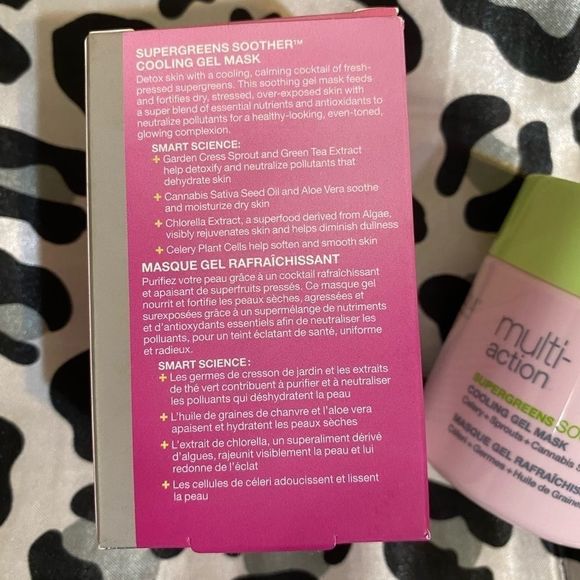 SUPERGREENS SOOTHER™
COOLING GEL MASK
Detox skin with a cooling, calming cocktail of fresh-
pressed supergreens. This soothing gel mask feeds
and fortifies dry, stressed, over-exposed skin with
a super blend of essential nutrients and antioxidants to
neutralize pollutants for a healthy-looking, even-toned,
glowing complexion.
SMART SCIENCE:
+ Garden Cress Sprout and Green Tea Extract
help detoxify and neutralize pollutants that
dehydrate skin
+ Cannabis Sativa Seed Oil and Aloe Vera soothe
and moisturize dry skin
+ Chlorella Extract, a superfood derived from Algae,
visibly rejuvenates skin and helps diminish dullness
+ Celery Plant Cells help soften and smooth skin
MASQUE GEL RAFRAÎCHISSANT
Purifiez votre peau grâce à un cocktail rafraîchissant
et apaisant de superfruits pressés. Ce masque gel
nourrit et fortifie les peaux sèches, agressées et
surexposées grâce à un supermélange de nutriments
et d'antioxydants essentiels afin de neutraliser les
polluants, pour un teint éclatant de santé, uniforme
et radieux.
SMART SCIENCE:
+ Les germes de cresson de jardin et les extraits
de thé vert contribuent à purifier et à neutraliser
les polluants qui déshydratent la peau
+ L'huile de graines de chanvre et l'aloe vera
apaisent et hydratent les peaux sèches
+ L'extrait de chlorella, un superaliment dérivé
d'algues, rajeunit visiblement la peau et lui
redonne de l'éclat
+ Les cellules de céleri adoucissent et lissent
la peau
multi-
action™
SUPERGREENS SO
COOLING GEL MASK
Celery + Sprouts + Cannabis S
MASQUE GEL RAFRAÎCHIS
Céleri + Germes + Huile de Graine